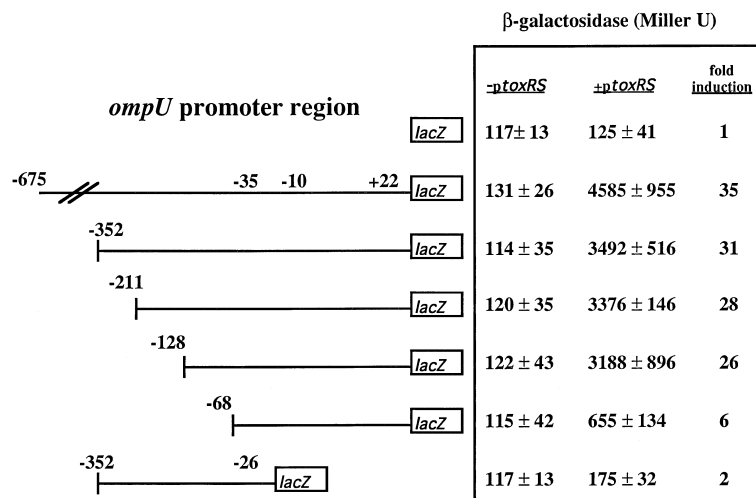 β-galactosidase (Miller U)
-ptoxRS +ptoxRS fold induction
ompU promoter region
lacZ 117± 13 125 ± 41 1
-675 -35 -10 +22 lacZ 131 ± 26 4585 ± 955 35
-352 lacZ 114 ± 35 3492 ± 516 31
-211 lacZ 120 ± 35 3376 ± 146 28
-128 lacZ 122 ± 43 3188 ± 896 26
-68 lacZ 115 ± 42 655 ± 134 6
-352 -26 lacZ 117 ± 13 175 ± 32 2